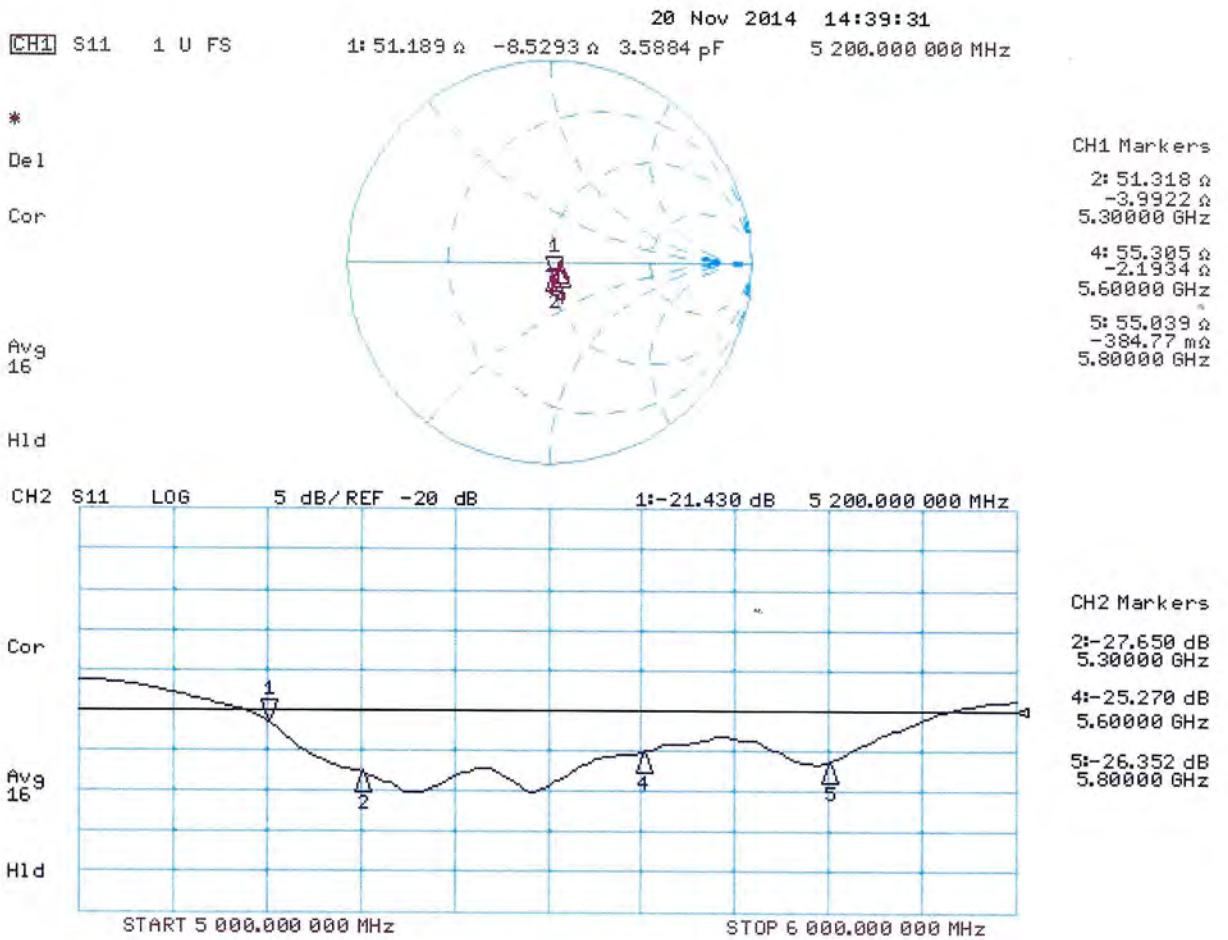 20 Nov 2014 14:39:31
CH1 S11 1 U FS 1: 51.189 Ω -8.5293 Ω 3.5884 pF 5 200.000 000 MHz
*
Del
Cor
Avg
16
Hld
1
2
CH1 Markers
2: 51.318 Ω
-3.9922 Ω
5.30000 GHz
4: 55.305 Ω
-2.1934 Ω
5.60000 GHz
5: 55.039 Ω
-384.77 mΩ
5.80000 GHz
CH2 S11 LOG 5 dB/ REF -20 dB 1:-21.430 dB 5 200.000 000 MHz
Cor
Avg
16
Hld
1
2
4
5
CH2 Markers
2:-27.650 dB
5.30000 GHz
4:-25.270 dB
5.60000 GHz
5:-26.352 dB
5.80000 GHz
START 5 000.000 000 MHz STOP 6 000.000 000 MHz